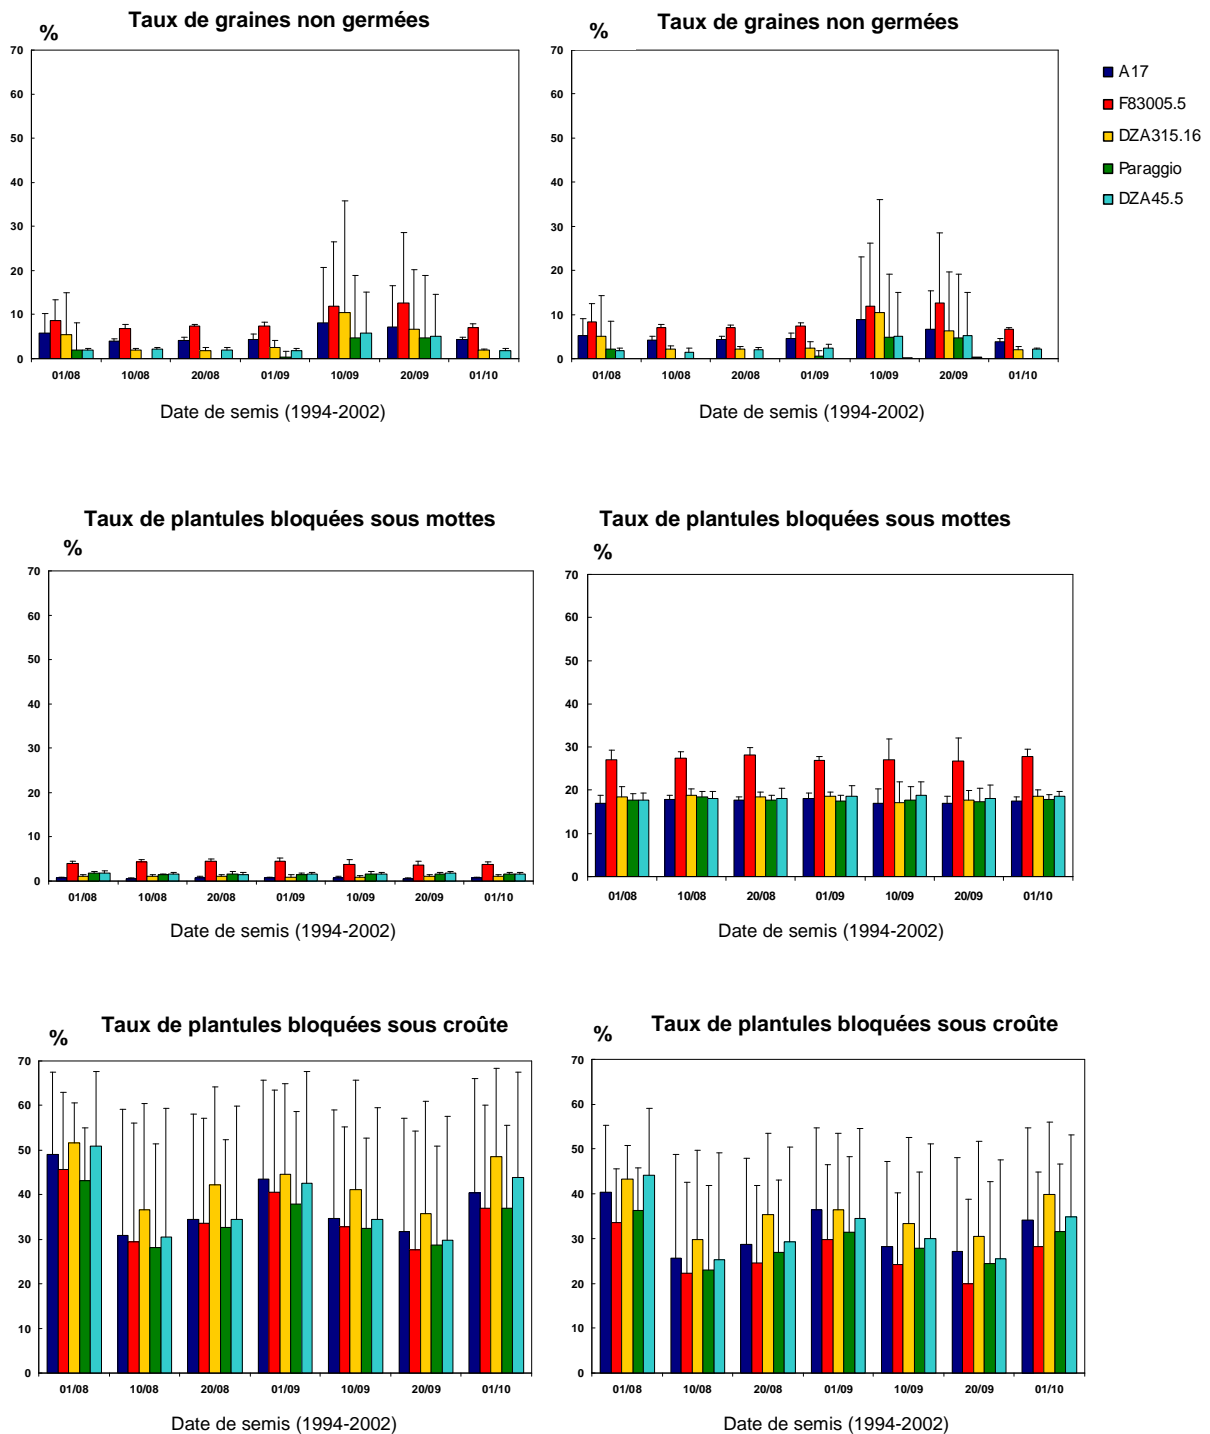 Taux de graines non germées
%
70
60
50
40
30
20
10
0
01/08 10/08 20/08 01/09 10/09 20/09 01/10
Date de semis (1994-2002)
Taux de graines non germées
%
70
60
50
40
30
20
10
0
01/08 10/08 20/08 01/09 10/09 20/09 01/10
Date de semis (1994-2002)
A17
F83005.5
DZA315.16
Paraggio
DZA45.5
Taux de plantules bloquées sous mottes
%
70
60
50
40
30
20
10
0
01/08 10/08 20/08 01/09 10/09 20/09 01/10
Date de semis (1994-2002)
Taux de plantules bloquées sous mottes
%
70
60
50
40
30
20
10
0
01/08 10/08 20/08 01/09 10/09 20/09 01/10
Date de semis (1994-2002)
Taux de plantules bloquées sous croûte
%
70
60
50
40
30
20
10
0
01/08 10/08 20/08 01/09 10/09 20/09 01/10
Date de semis (1994-2002)
Taux de plantules bloquées sous croûte
%
70
60
50
40
30
20
10
0
01/08 10/08 20/08 01/09 10/09 20/09 01/10
Date de semis (1994-2002)